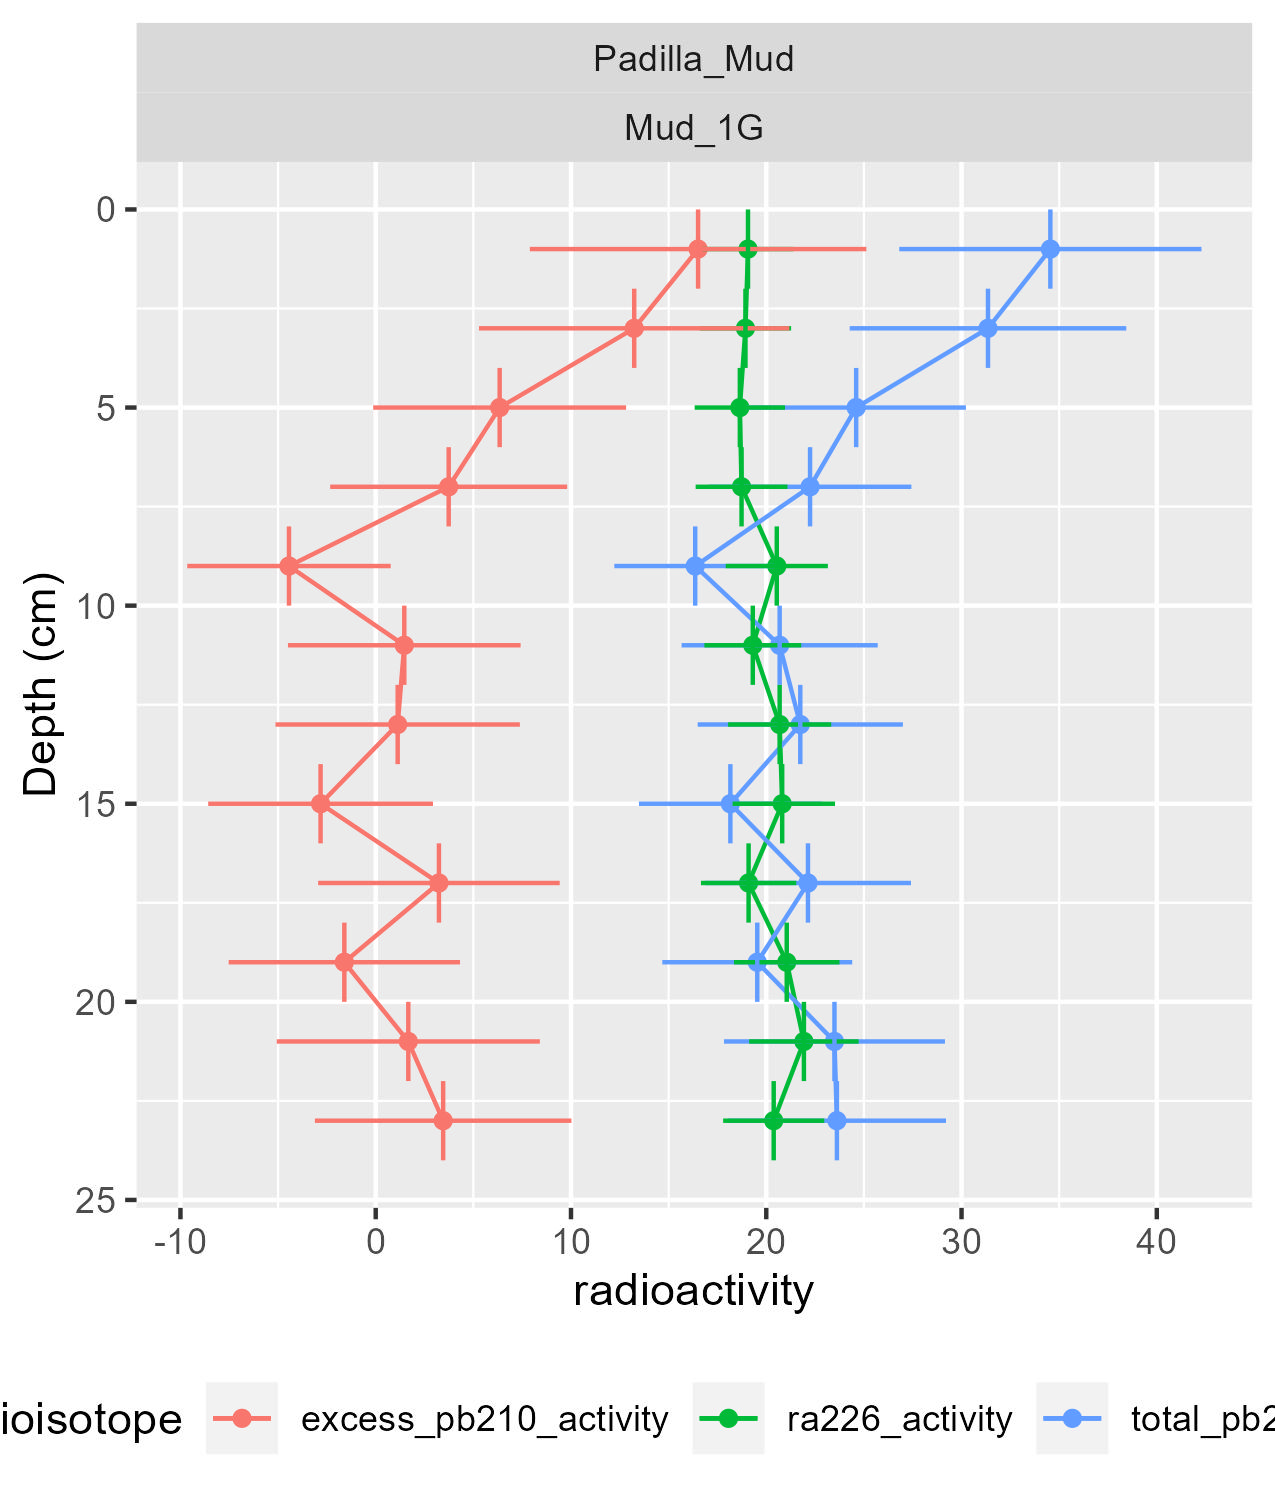 Padilla_Mud
Mud_1G
Depth (cm)
0
5
10
15
20
25
-10 0 10 20 30 40
radioactivity
ioisotope excess_pb210_activity ra226_activity total_pb2